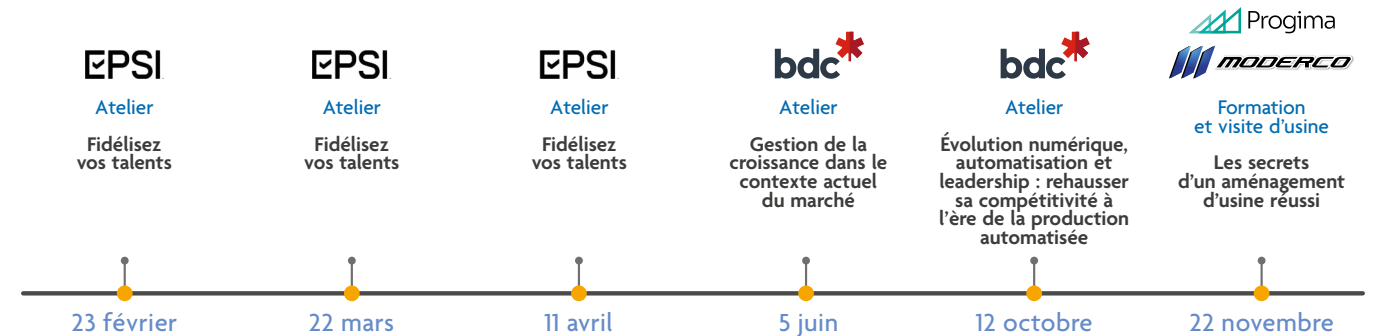 EPSI
Atelier
Fidélisez
vos talents
23 février
EPSI
Atelier
Fidélisez
vos talents
22 mars
EPSI
Atelier
Fidélisez
vos talents
11 avril
bdc
Atelier
Gestion de la
croissance dans le
contexte actuel
du marché
5 juin
bdc
Atelier
Évolution numérique,
automatisation et
leadership : rehausser
sa compétitivité à
l'ère de la production
automatisée
12 octobre
Progima
MODERCO
Formation
et visite d'usine
Les secrets
d'un aménagement
d'usine réussi
22 novembre